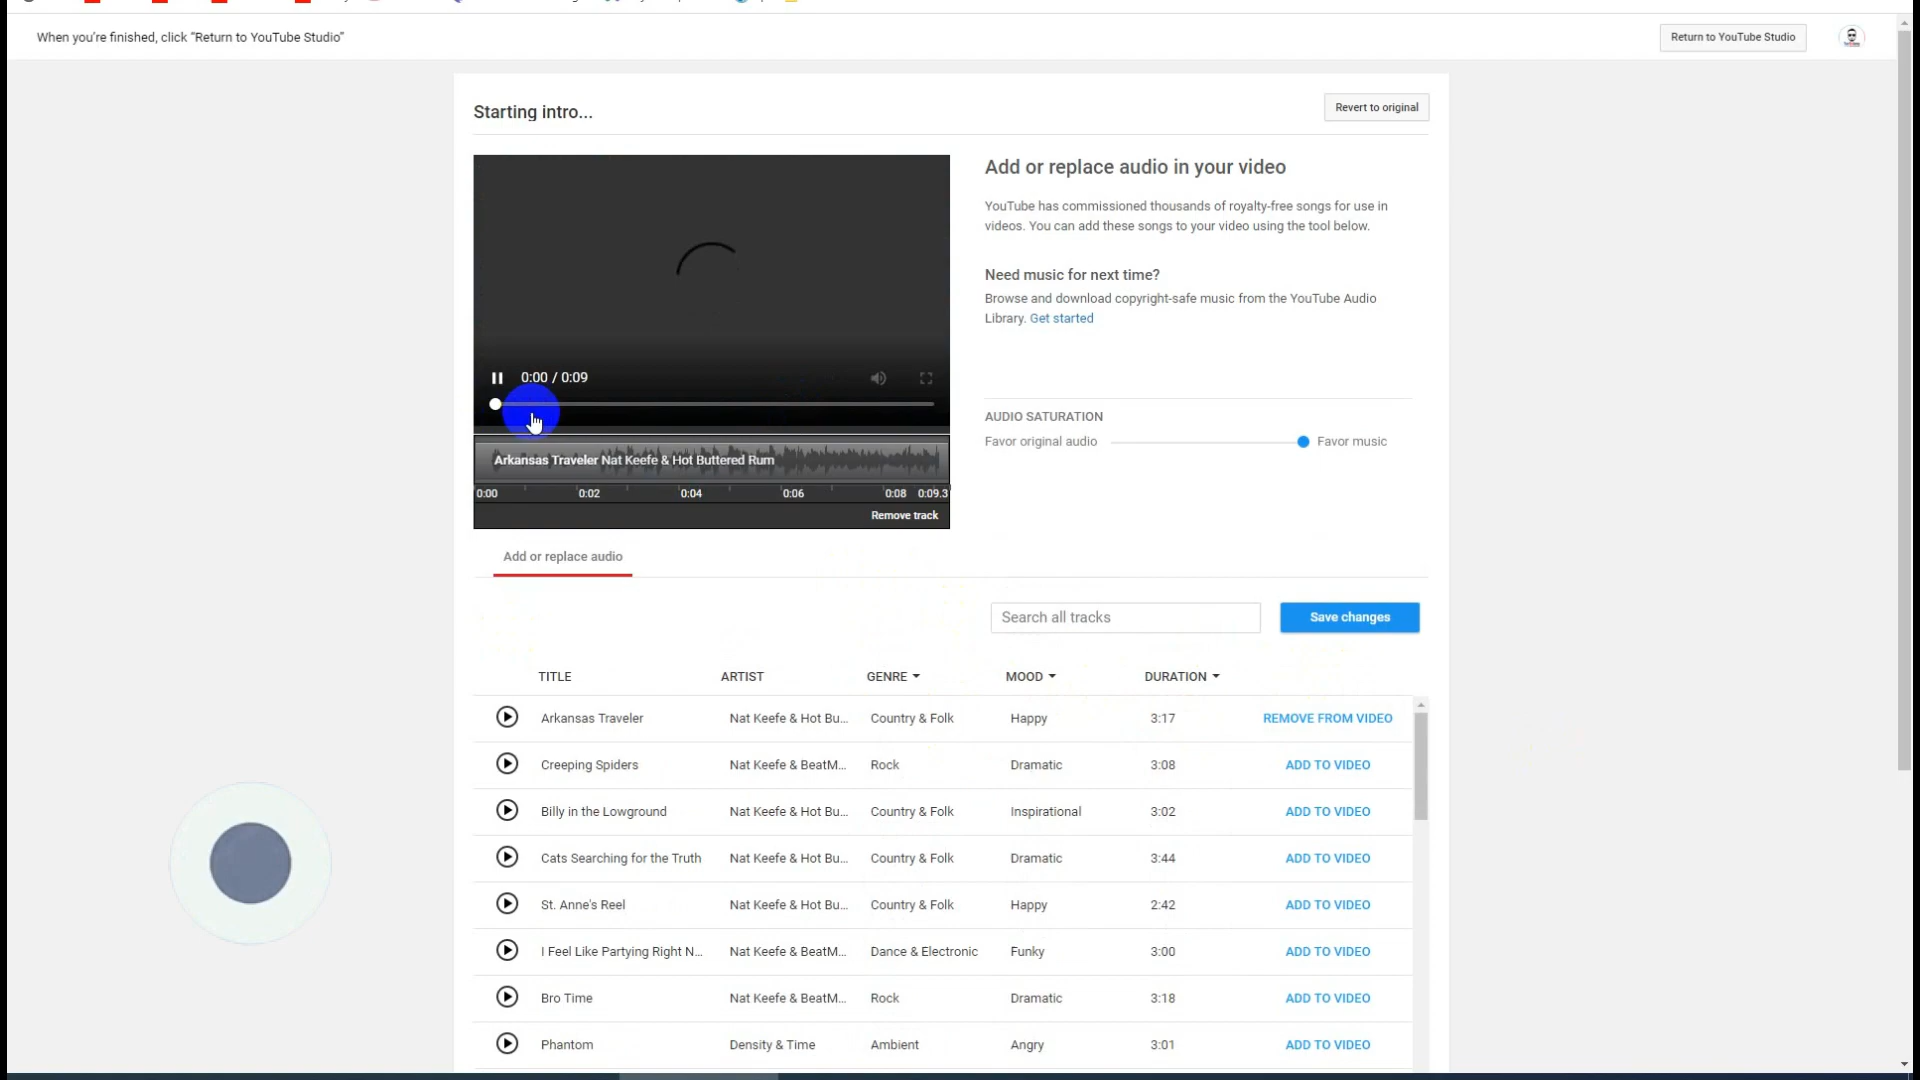 When you're finished, click “Return to YouTube Studio”
Return to YouTube Studio
Starting intro...
Revert to original
Add or replace audio in your video
YouTube has commissioned thousands of royalty-free songs for use in
videos. You can add these songs to your video using the tool below.
Need music for next time?
Browse and download copyright-safe music from the YouTube Audio
Library. Get started
0:00 / 0:09
AUDIO SATURATION
Favor original audio
Favor music
Arkansas Traveler Nat Keefe & Hot Buttered Rum
0:00 0:02 0:04 0:06 0:08 0:09.3
Remove track
Add or replace audio
Search all tracks
Save changes
TITLE ARTIST GENRE MOOD DURATION
Arkansas Traveler Nat Keefe & Hot Bu... Country & Folk Happy 3:17 REMOVE FROM VIDEO
Creeping Spiders Nat Keefe & BeatM... Rock Dramatic 3:08 ADD TO VIDEO
Billy in the Lowground Nat Keefe & Hot Bu... Country & Folk Inspirational 3:02 ADD TO VIDEO
Cats Searching for the Truth Nat Keefe & Hot Bu... Country & Folk Dramatic 3:44 ADD TO VIDEO
St. Anne's Reel Nat Keefe & Hot Bu... Country & Folk Happy 2:42 ADD TO VIDEO
I Feel Like Partying Right N... Nat Keefe & BeatM... Dance & Electronic Funky 3:00 ADD TO VIDEO
Bro Time Nat Keefe & BeatM... Rock Dramatic 3:18 ADD TO VIDEO
Phantom Density & Time Ambient Angry 3:01 ADD TO VIDEO